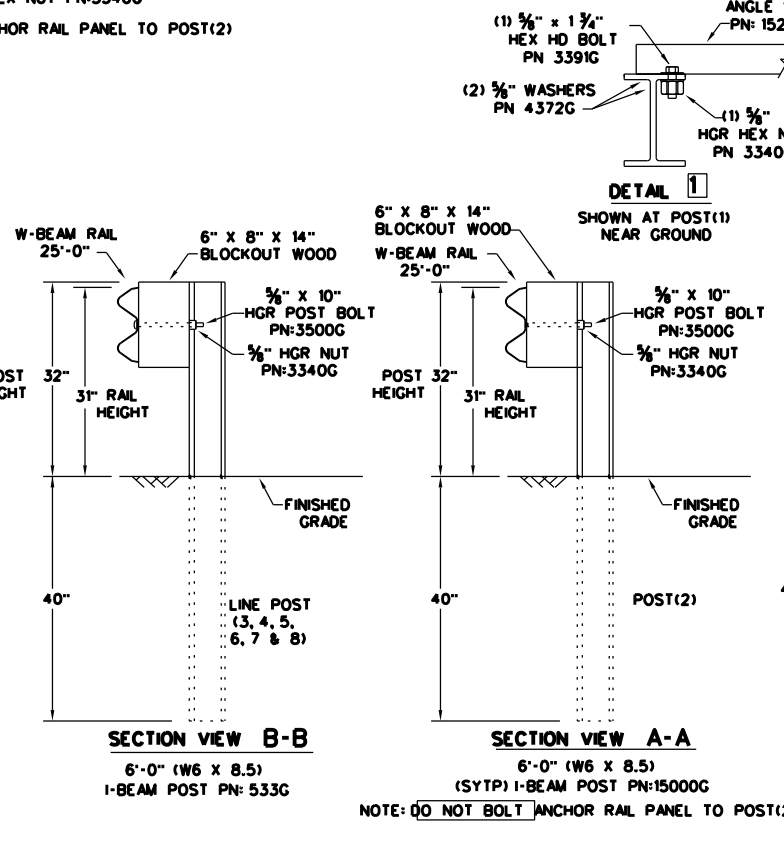 PN:3340G
RAIL PANEL TO POST(2)
ANGLE
PN: 152
(1) ⅝" x 1 ¾"
HEX HD BOLT
PN 3391G
(2) ⅝" WASHERS
PN 4372G
(1) ⅝"
HGR HEX
PN 3340
DETAIL 1
SHOWN AT POST(1)
NEAR GROUND
W-BEAM RAIL
25'-0"
6" X 8" X 14"
BLOCKOUT WOOD
⅝" X 10"
HGR POST BOLT
PN:3500G
⅝" HGR NUT
PN:3340G
32"
31" RAIL
HEIGHT
FINISHED
GRADE
40"
LINE POST
(3, 4, 5,
6, 7 & 8)
SECTION VIEW B-B
6'-0" (W6 X 8.5)
I-BEAM POST PN: 533G
6" X 8" X 14"
BLOCKOUT WOOD
W-BEAM RAIL
25'-0"
⅝" X 10"
HGR POST BOLT
PN:3500G
⅝" HGR NUT
PN:3340G
POST 32"
HEIGHT
31" RAIL
HEIGHT
FINISHED
GRADE
40"
POST(2)
SECTION VIEW A-A
6'-0" (W6 X 8.5)
(SYTP) I-BEAM POST PN:15000G
NOTE: DO NOT BOLT ANCHOR RAIL PANEL TO POST(2